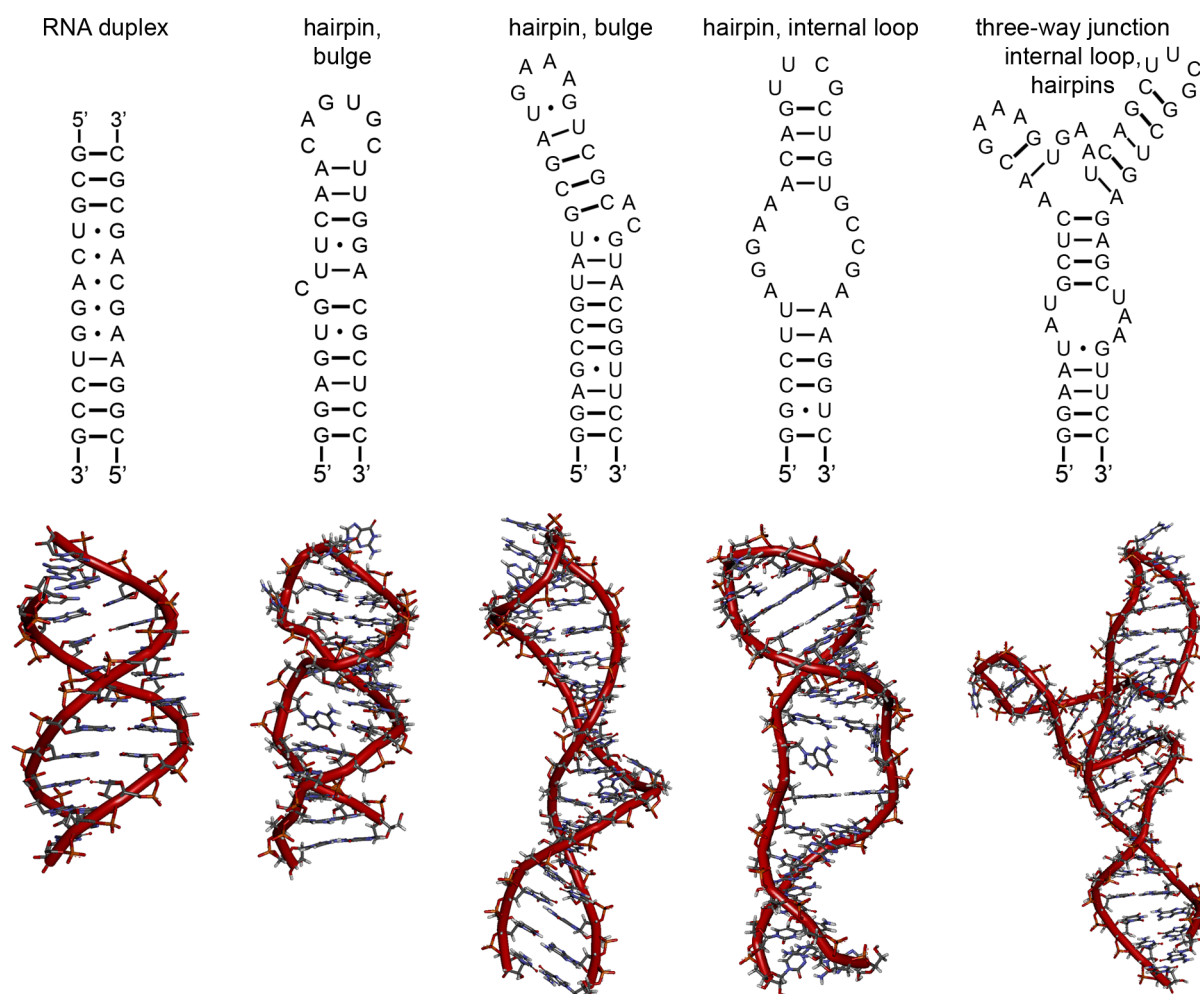 RNA duplex
5’ 3’
G C
C G
G C
U G
C A
A C
G G
G A
U A
C G
C G
G C
3’ 5’
hairpin,
bulge
G U
A G
C C
A U
A U
C G
U G
U A
C
G C
U G
G C
A U
G C
G C
5’ 3’
hairpin, bulge
A A A
G G
U U
A C
G G
C C A
G C
U G
A U
U A
G C
C G
C G
G U
A U
G C
G C
5’ 3’
hairpin, internal loop
U C
U G
G C
A U
C G
A U
A G
A C
G C
G G
A A
U A
U A
C G
C G
G U
G C
5’ 3’
three-way junction
internal loop,
hairpins
U U C
C G
A A G G
A G G A C
G C U A C U
A A U G
A A
C G
U A
C G
G C
U U
A A
U G A
A U
A U
G C
G C
5’ 3’